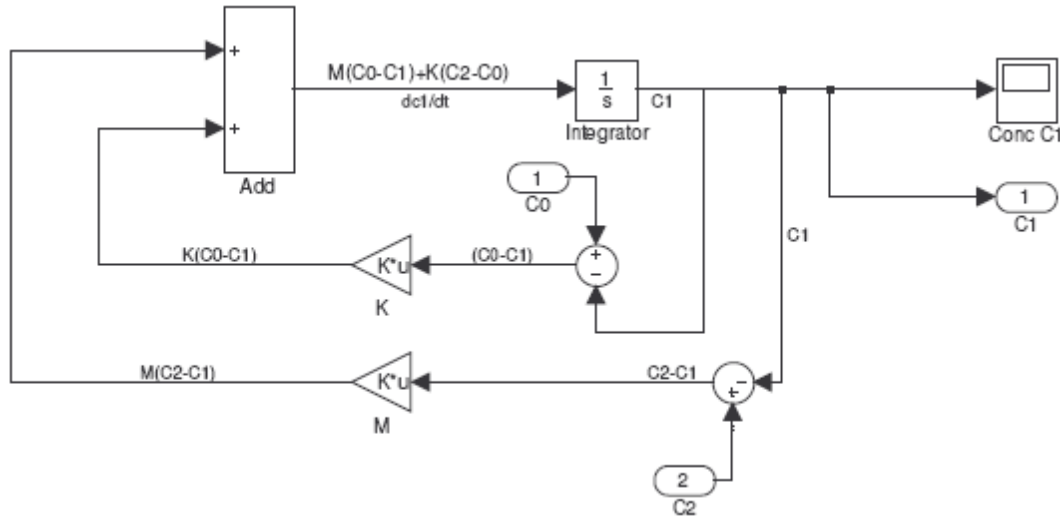 +
M(C0-C1)+K(C2-C0)
dc1/dt
1
s
C1
Integrator
Conc C1
+
Add
1
C0
1
C1
C1
K(C0-C1)
K*u
K
(C0-C1)
+
−
M(C2-C1)
K*u
M
C2-C1
−
+
2
C2